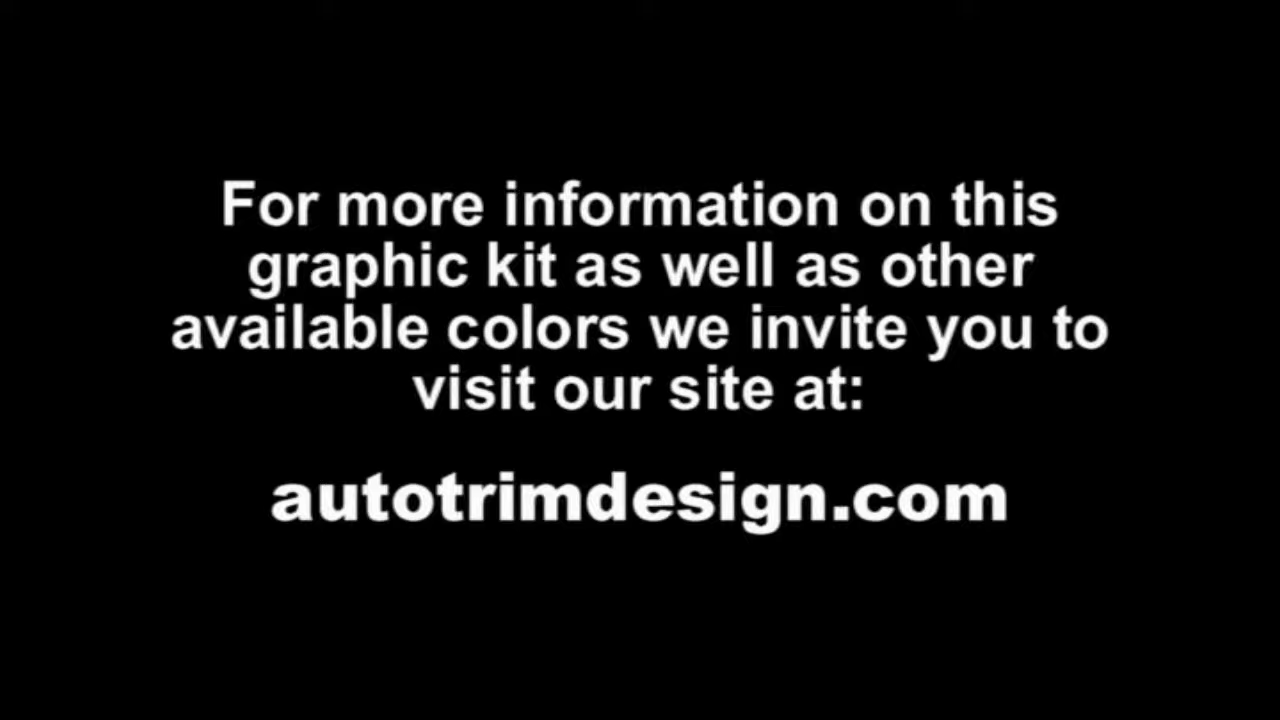 For more information on this
graphic kit as well as other
available colors we invite you to
visit our site at:
autotrimdesign.com